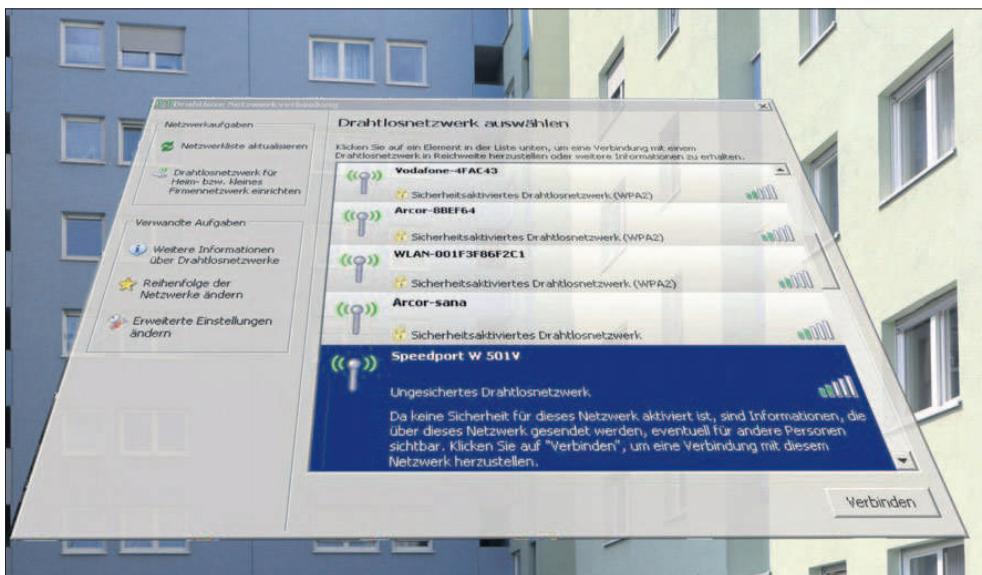 Drahtlose Netzwerkverbindung
Netzwerkaufgaben
Netzwerkliste aktualisieren
Drahtlosnetzwerk für
Heim- bzw. kleines
Firmennetzwerk einrichten
Verwandte Aufgaben
Weitere Informationen
über Drahtlosnetzwerke
Reihenfolge der
Netzwerke ändern
Erweiterte Einstellungen
ändern
Drahtlosnetzwerk auswählen
Klicken Sie auf ein Element in der Liste unten, um eine Verbindung mit einem
Drahtlosnetzwerk in Reichweite herzustellen oder weitere Informationen zu erhalten.
Vodafone-4FAC43
Sicherheitsaktiviertes Drahtlosnetzwerk (WPA2)
Arcor-8BEF64
Sicherheitsaktiviertes Drahtlosnetzwerk (WPA2)
WLAN-001F3F86F2C1
Sicherheitsaktiviertes Drahtlosnetzwerk (WPA2)
Arcor-sana
Sicherheitsaktiviertes Drahtlosnetzwerk
Speedport W 501V
Ungesichertes Drahtlosnetzwerk
Da keine Sicherheit für dieses Netzwerk aktiviert ist, sind Informationen, die
über dieses Netzwerk gesendet werden, eventuell für andere Personen
sichtbar. Klicken Sie auf "Verbinden", um eine Verbindung mit diesem
Netzwerk herzustellen.
Verbinden